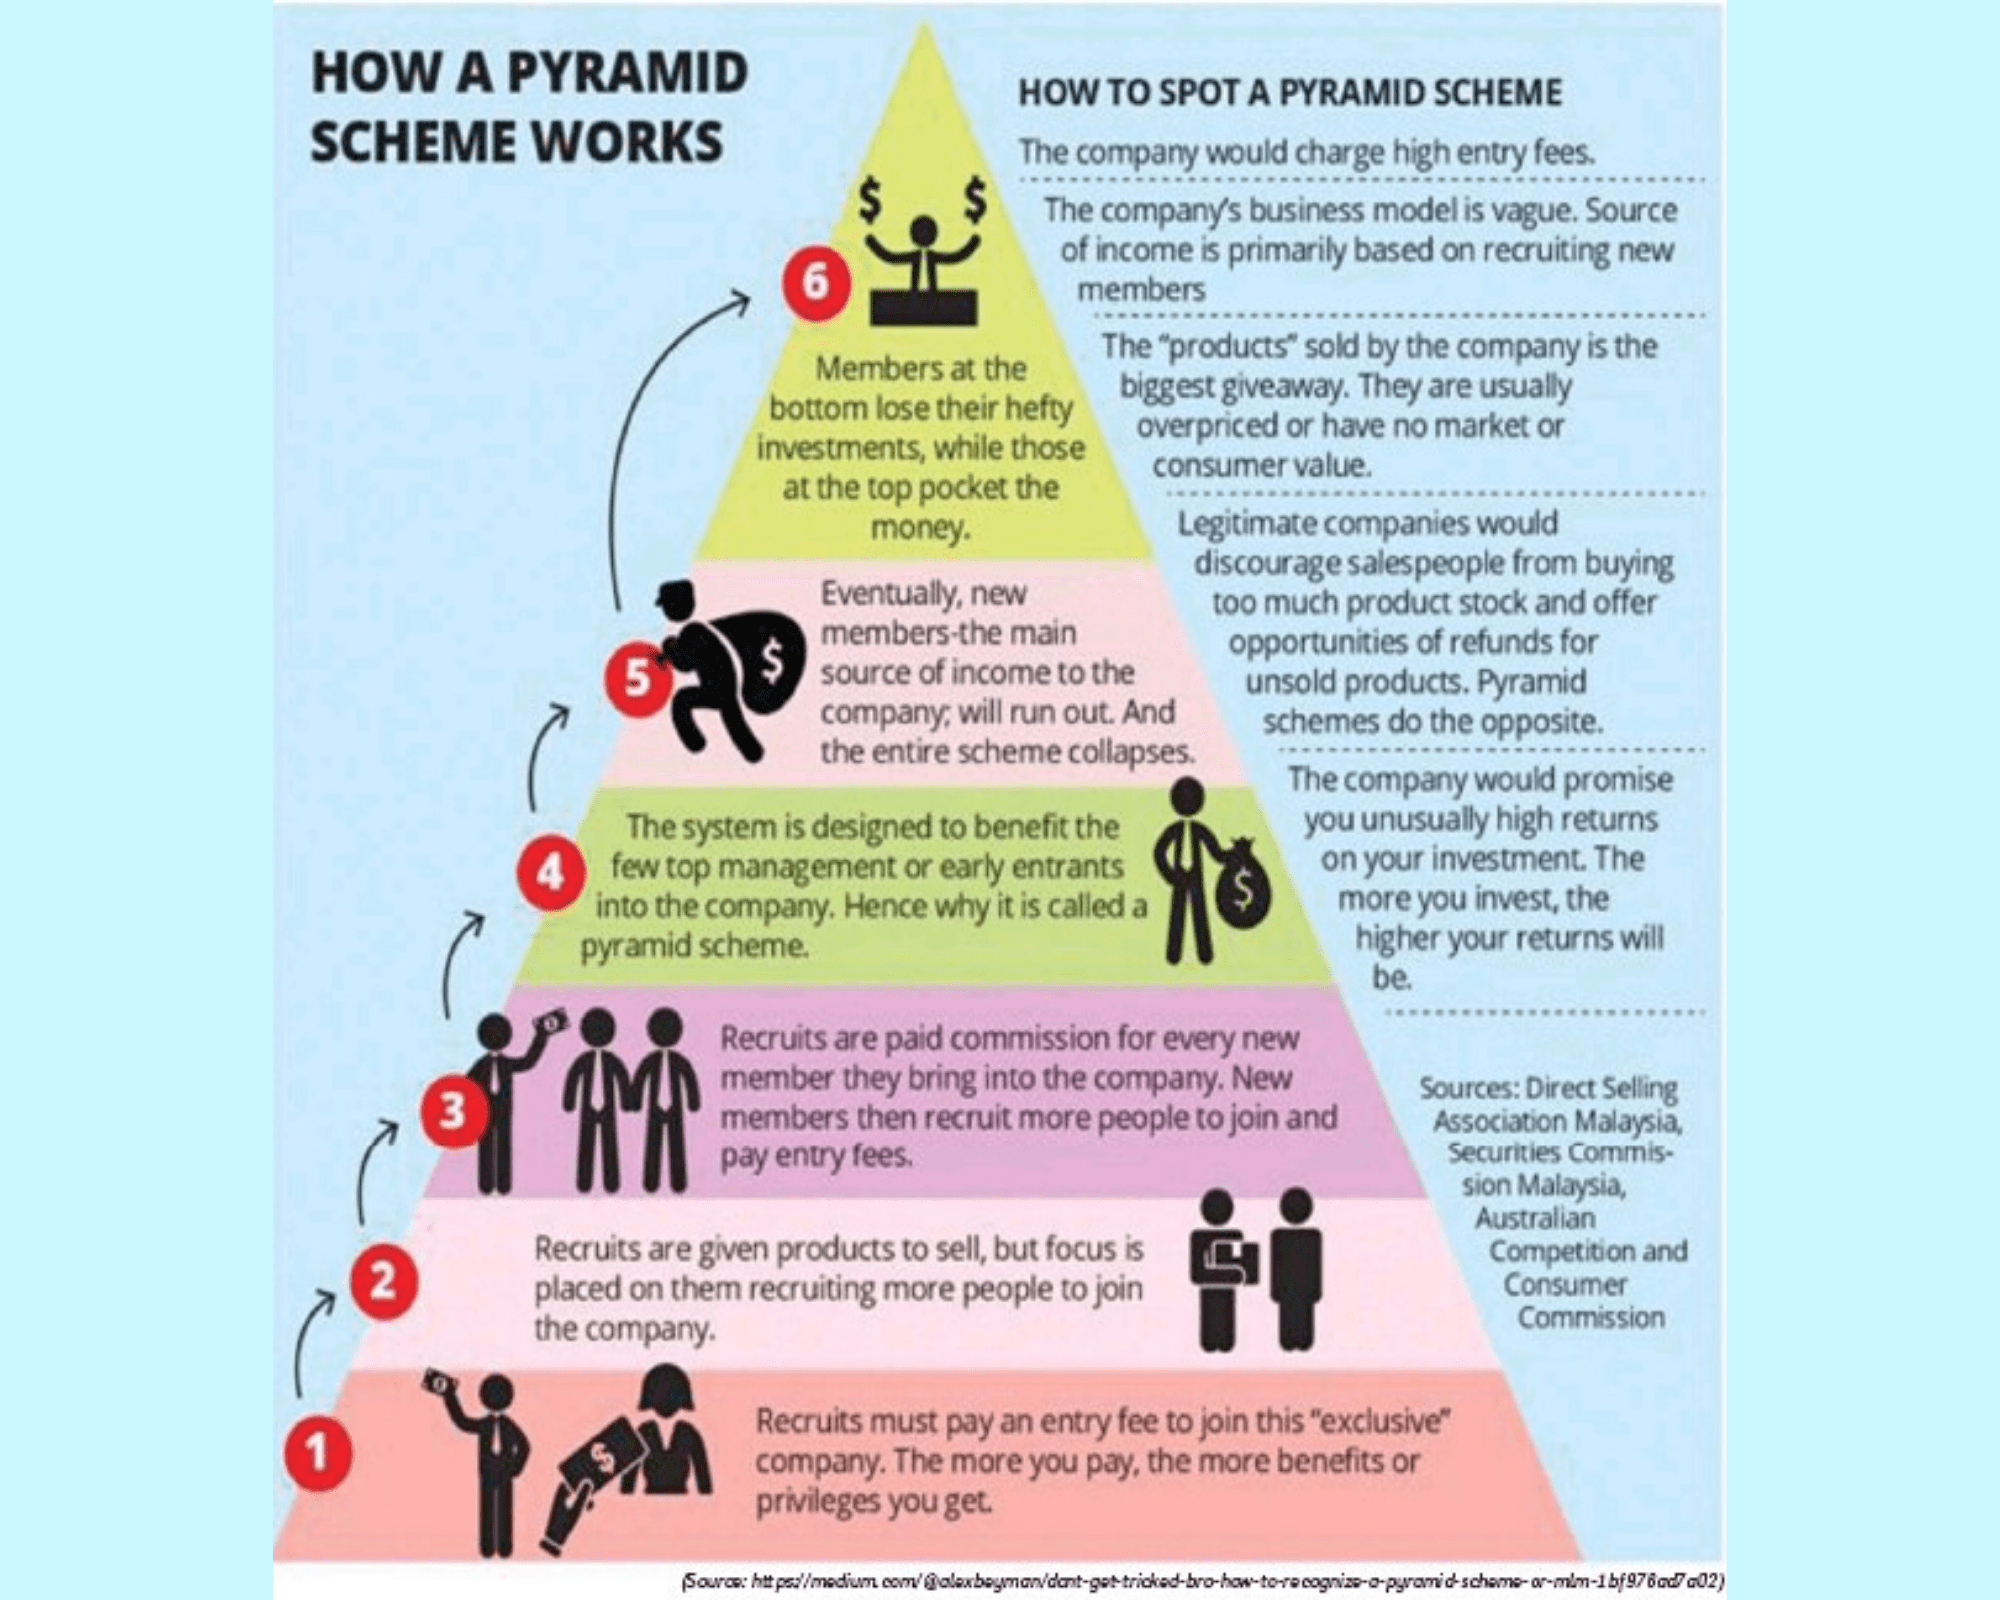 HOW A PYRAMID
SCHEME WORKS
HOW TO SPOT A PYRAMID SCHEME
The company would charge high entry fees.
The company's business model is vague. Source
of income is primarily based on recruiting new
members
The "products" sold by the company is the
biggest giveaway. They are usually
overpriced or have no market or
consumer value.
Legitimate companies would
discourage salespeople from buying
too much product stock and offer
opportunities of refunds for
unsold products. Pyramid
schemes do the opposite.
The company would promise
you unusually high returns
on your investment. The
more you invest, the
higher your returns will
be.
Sources: Direct Selling
Association Malaysia,
Securities Commis-
sion Malaysia,
Australian
Competition and
Consumer
Commission
$ $
6
Members at the
bottom lose their hefty
investments, while those
at the top pocket the
money.
5
$
Eventually, new
members-the main
source of income to the
company; will run out. And
the entire scheme collapses.
4
The system is designed to benefit the
few top management or early entrants
into the company. Hence why it is called a
pyramid scheme.
$
3
Recruits are paid commission for every new
member they bring into the company. New
members then recruit more people to join and
pay entry fees.
2
Recruits are given products to sell, but focus is
placed on them recruiting more people to join
the company.
1
$
Recruits must pay an entry fee to join this "exclusive"
company. The more you pay, the more benefits or
privileges you get.
(Source: https://medium.com/@alexbeyman/dont-get-tricked-bro-how-to-recognize-a-pyramid-scheme-or-mlm-1bf976ad7a02)